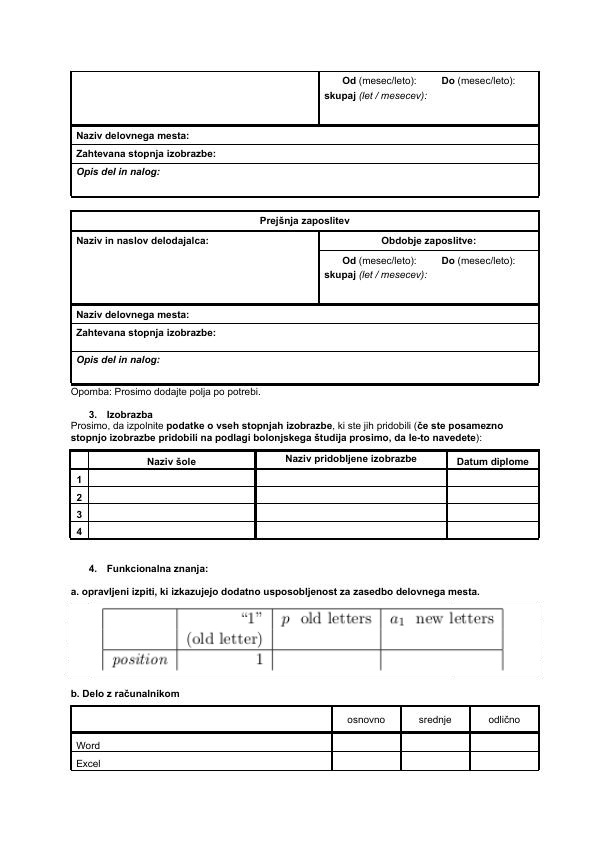 Od (mesec/leto): Do (mesec/leto):
skupaj (let / mesecev):
Naziv delovnega mesta:
Zahtevana stopnja izobrazbe:
Opis del in nalog:
Prejšnja zaposlitev
Naziv in naslov delodajalca:
Obdobje zaposlitve:
Od (mesec/leto): Do (mesec/leto):
skupaj (let / mesecev):
Naziv delovnega mesta:
Zahtevana stopnja izobrazbe:
Opis del in nalog:
Opomba: Prosimo dodajte polja po potrebi.
3. Izobrazba
Prosimo, da izpolnite podatke o vseh stopnjah izobrazbe, ki ste jih pridobili (če ste posamezno
stopnjo izobrazbe pridobili na podlagi bolonjskega študija prosimo, da le-to navedete):
Naziv šole Naziv pridobljene izobrazbe Datum diplome
1
2
3
4
4. Funkcionalna znanja:
a. opravljeni izpiti, ki izkazujejo dodatno usposobljenost za zasedbo delovnega mesta.
“1” p old letters a1 new letters
(old letter)
position 1
b. Delo z računalnikom
osnovno srednje odlično
Word
Excel